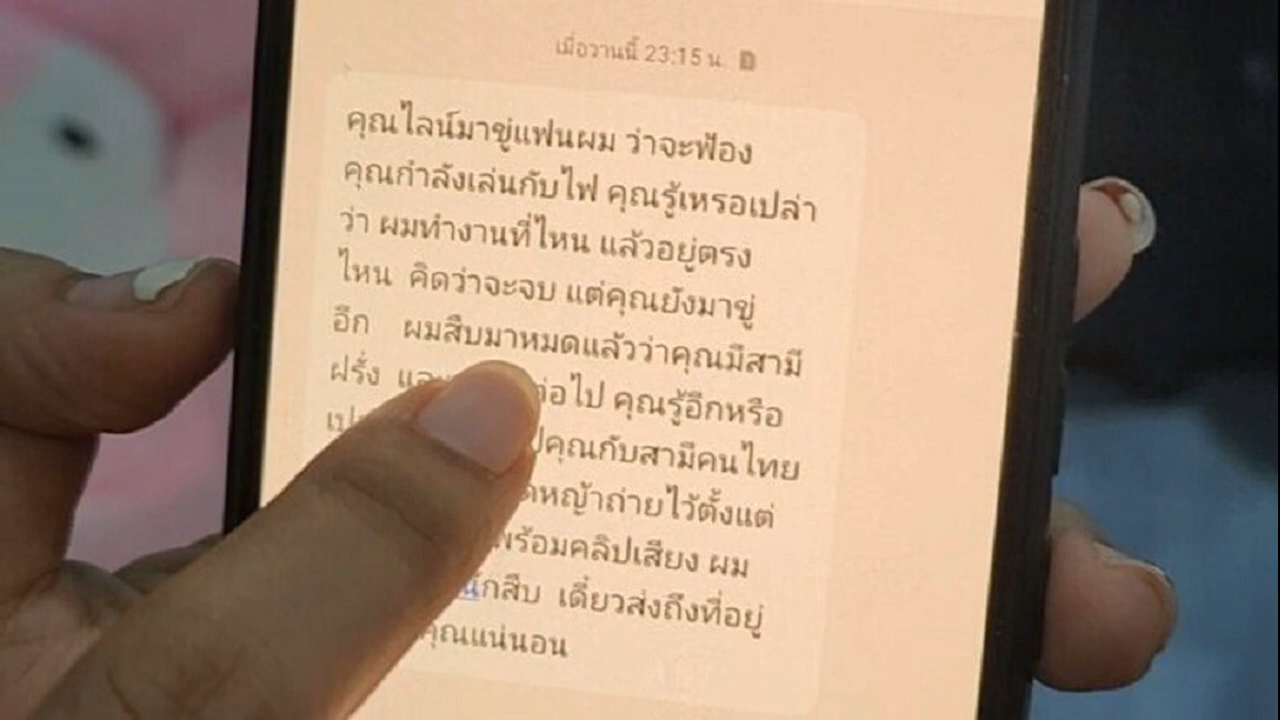 เมื่อวานนี้ 23:15 น.
คุณไลน์มาขู่แฟนผม ว่าจะฟ้อง
คุณกำลังเล่นกับไฟ คุณรู้เหรอเปล่า
ว่า ผมทำงานที่ไหน แล้วอยู่ตรง
ไหน คิดว่าจะจบ แต่คุณยังมาขู่
อีก ผมสืบมาหมดแล้วว่าคุณมีสามี
ฝรั่ง ต่อไป คุณรู้อีกหรือ
คุณกับสามีคนไทย
หญ้าถ่ายไว้ตั้งแต่
พร้อมคลิปเสียง ผม
นักสืบ เดี๋ยวส่งถึงที่อยู่
คุณแน่นอน